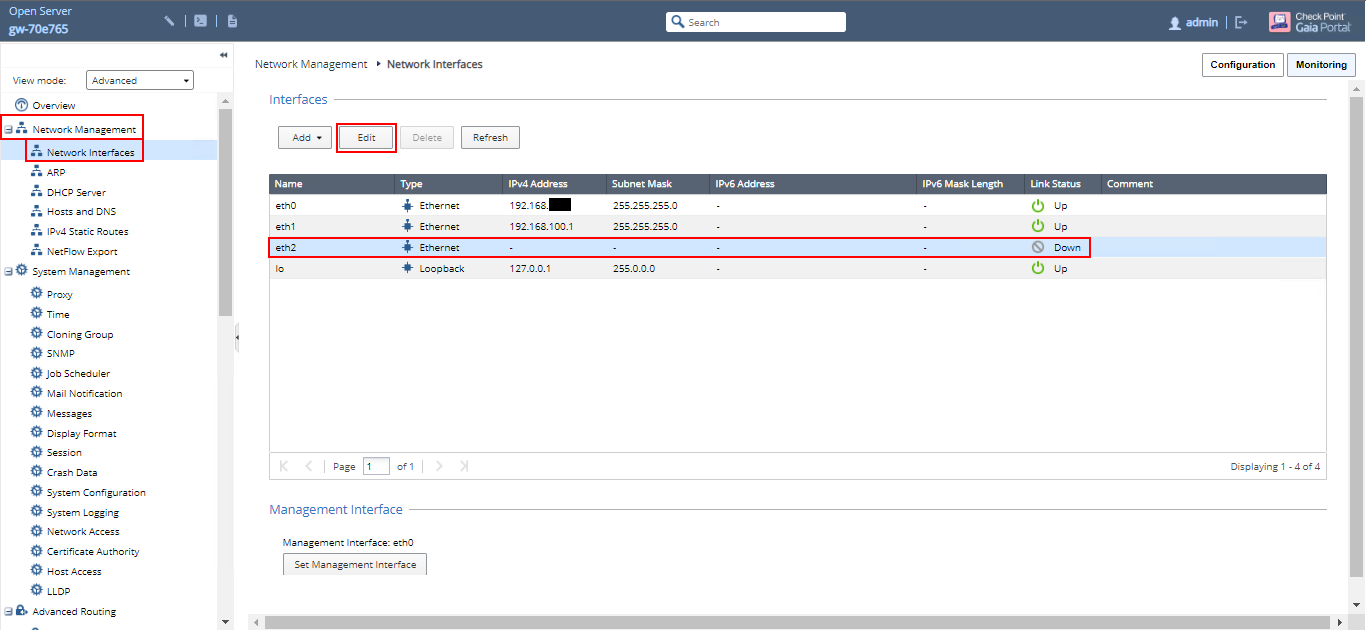 Open Server
gw-70e765
Search
admin
Check Point
Gaia Portal
View mode: Advanced
Overview
Network Management
Network Interfaces
ARP
DHCP Server
Hosts and DNS
IPv4 Static Routes
NetFlow Export
System Management
Proxy
Time
Cloning Group
SNMP
Job Scheduler
Mail Notification
Messages
Display Format
Session
Crash Data
System Configuration
System Logging
Network Access
Certificate Authority
Host Access
LLDP
Advanced Routing
Network Management Network Interfaces
Configuration Monitoring
Interfaces
Add Edit Delete Refresh
Name Type IPv4 Address Subnet Mask IPv6 Address IPv6 Mask Length Link Status Comment
eth0 Ethernet 192.168. 255.255.255.0 - - Up
eth1 Ethernet 192.168.100.1 255.255.255.0 - - Up
eth2 Ethernet - - - - Down
lo Loopback 127.0.0.1 255.0.0.0 - - Up
Page 1 of 1
Displaying 1 - 4 of 4
Management Interface
Management Interface: eth0
Set Management Interface